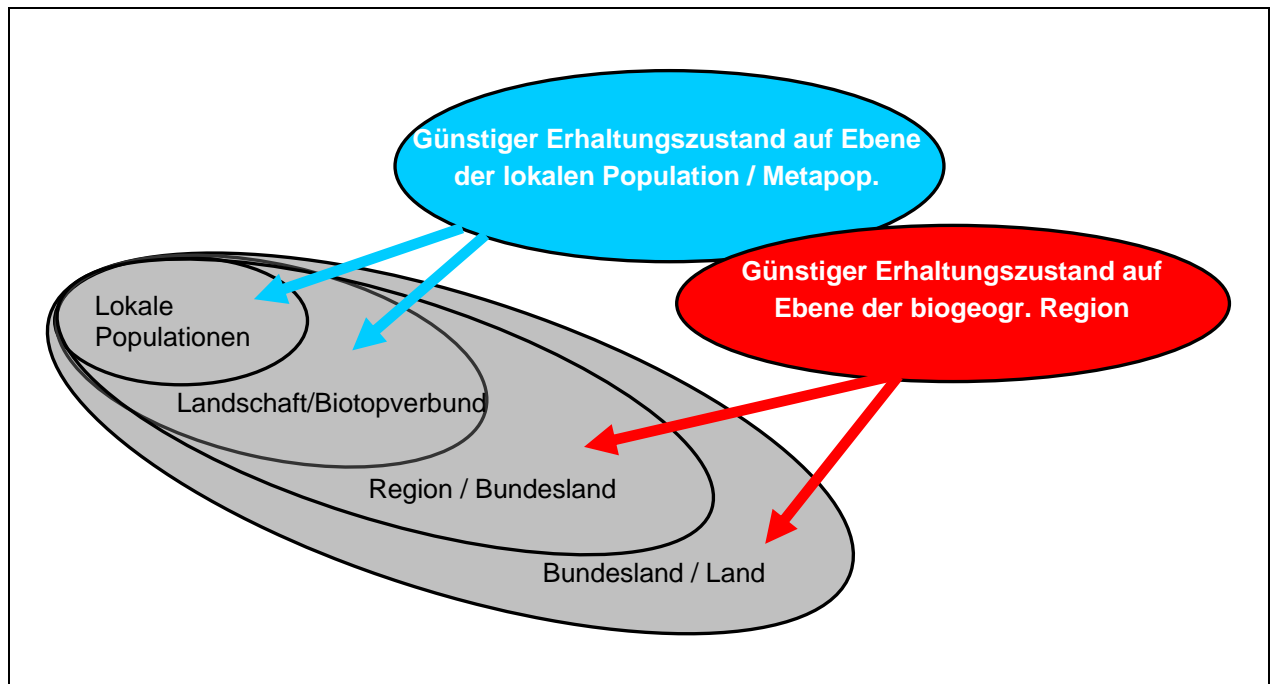 Günstiger Erhaltungszustand auf Ebene
der lokalen Population / Metapop.
Günstiger Erhaltungszustand auf
Ebene der biogeogr. Region
Lokale
Populationen
Landschaft/Biotopverbund
Region / Bundesland
Bundesland / Land